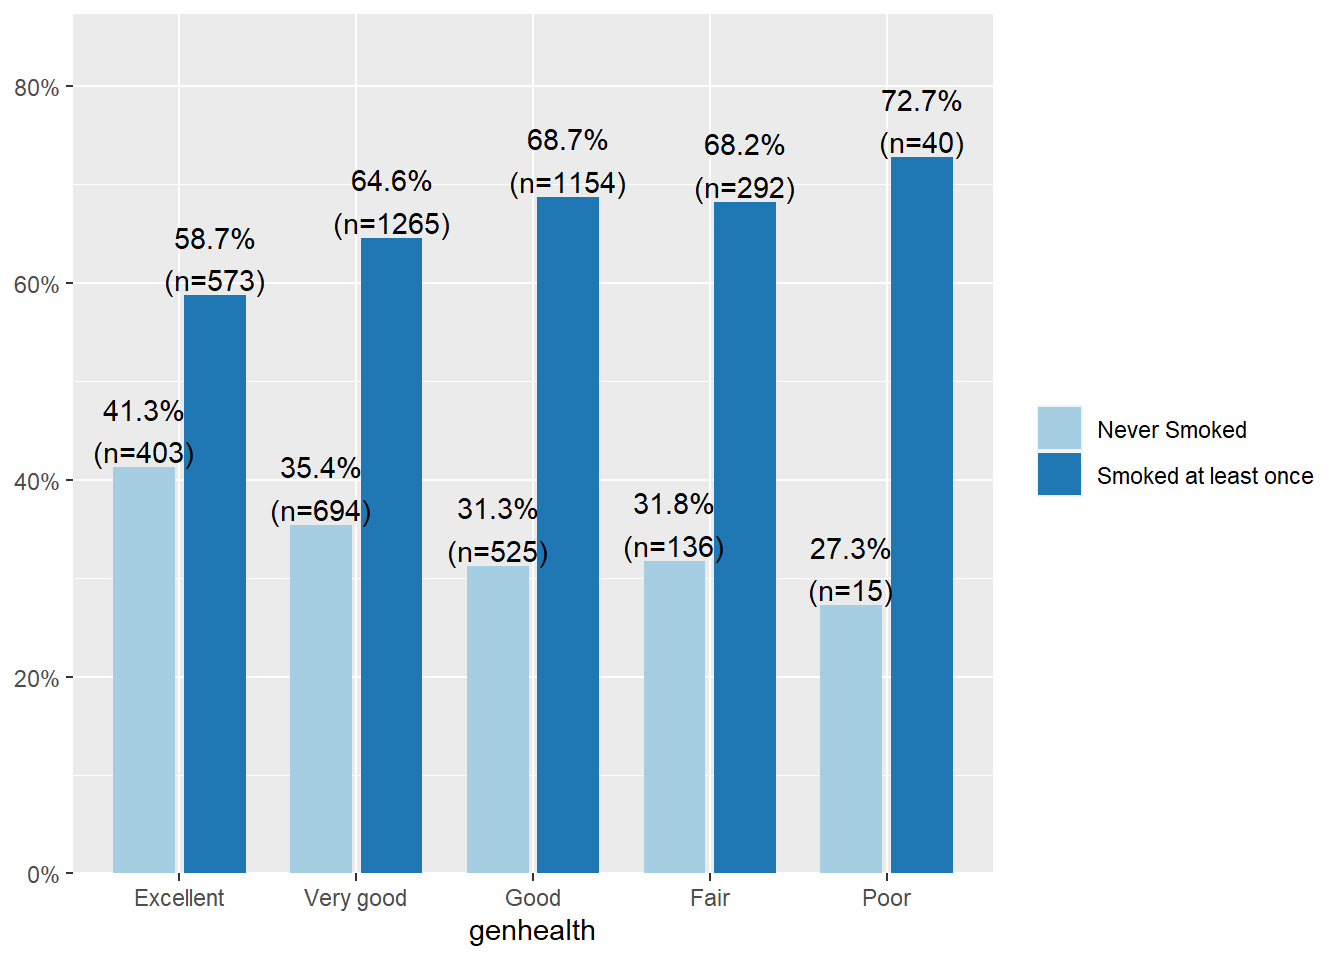 80%
60%
40%
20%
0%
41.3%
(n=403)
58.7%
(n=573)
35.4%
(n=694)
64.6%
(n=1265)
31.3%
(n=525)
68.7%
(n=1154)
31.8%
(n=136)
68.2%
(n=292)
27.3%
(n=15)
72.7%
(n=40)
Excellent
Very good
Good
Fair
Poor
genhealth
Never Smoked
Smoked at least once